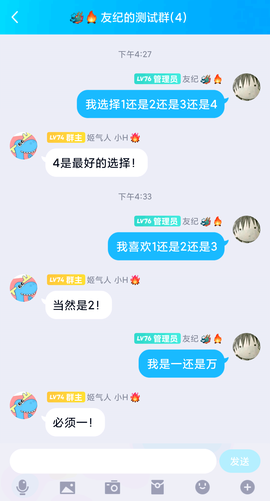 友纪的测试群(4)
下午4:27
LV76 管理员 友纪
我选择1还是2还是3还是4
LV74 群主 姬气人 小H
4是最好的选择!
下午4:33
LV76 管理员 友纪
我喜欢1还是2还是3
LV74 群主 姬气人 小H
当然是2!
LV76 管理员 友纪
我是一还是万
LV74 群主 姬气人 小H
必须一!
发送